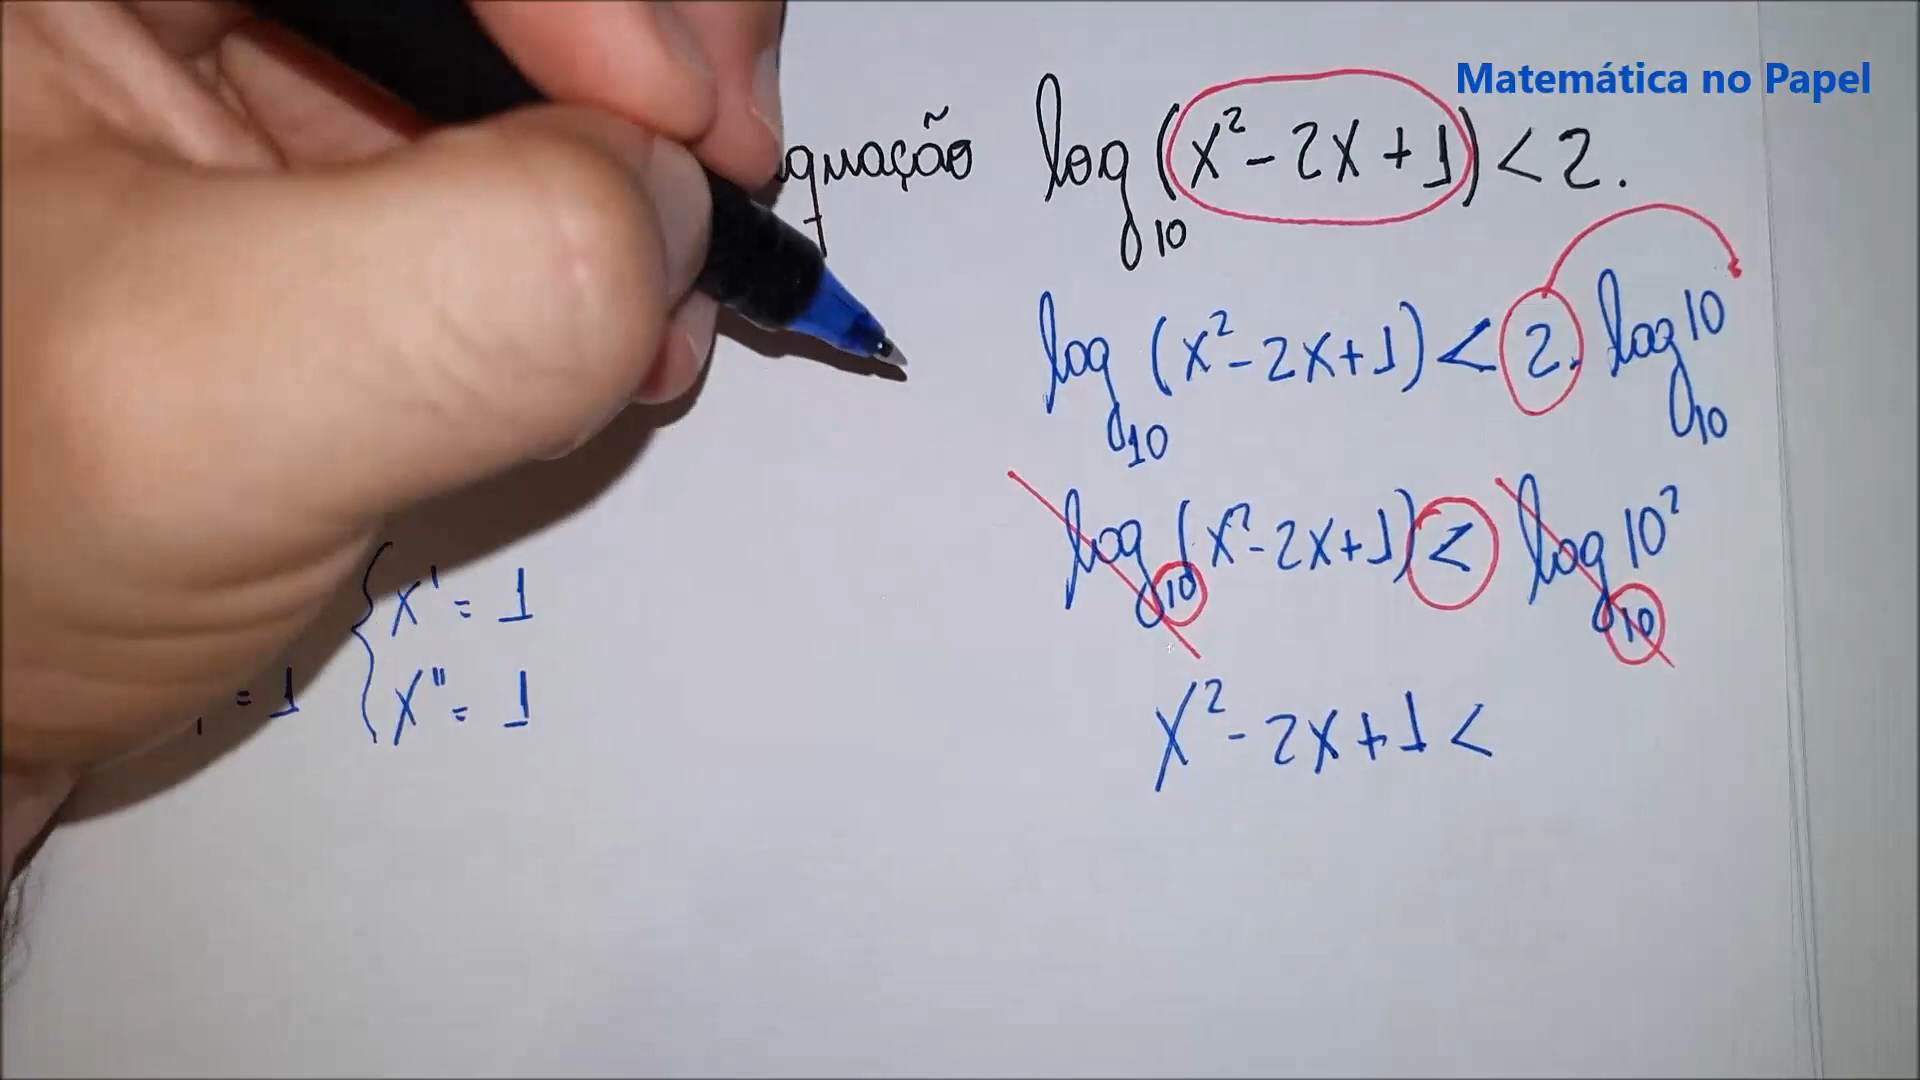 Matemática no Papel
log₁₀(x² - 2x + 1) < 2.
log₁₀(x² - 2x + 1) < 2 . log₁₀ 10
log₁₀(x² - 2x + 1) < log₁₀ 10²
x' = 1
= 1
x'' = 1
x² - 2x + 1 <